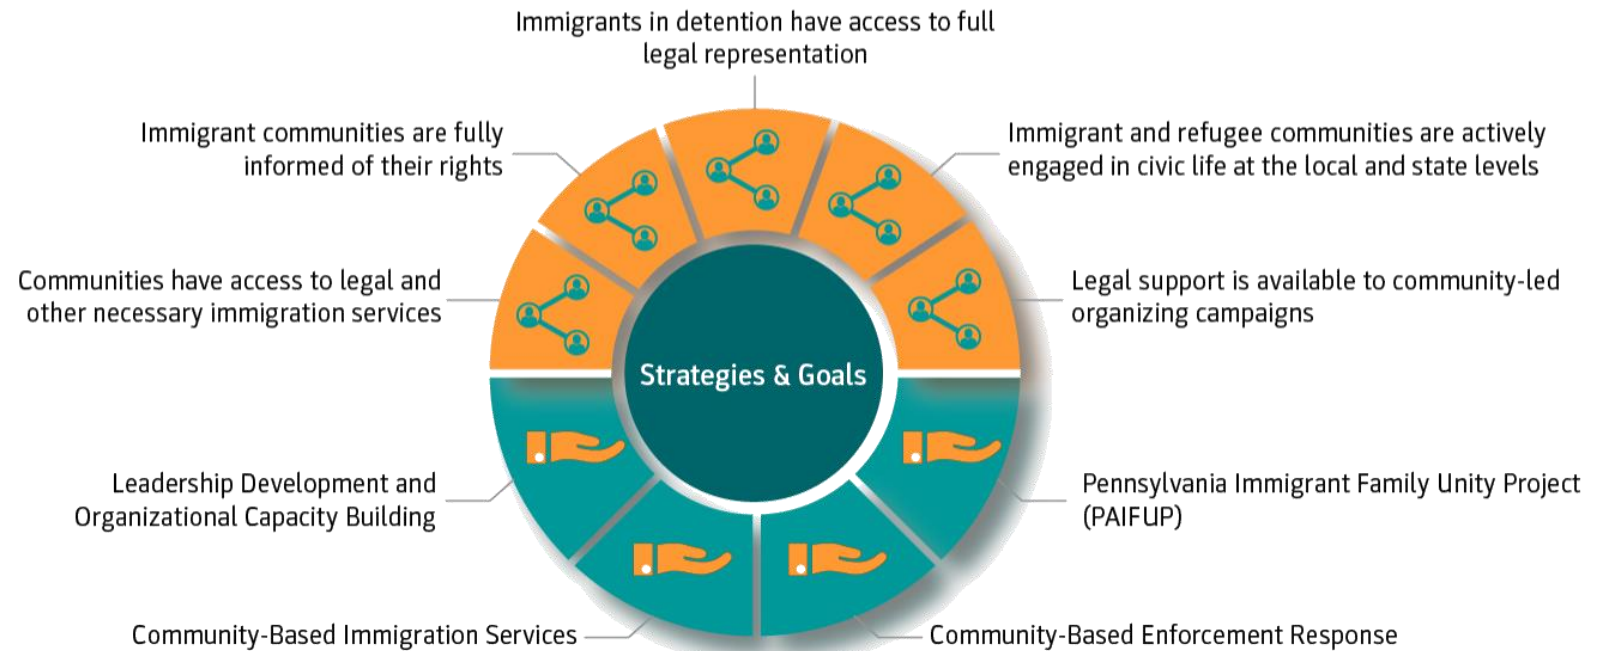 Immigrants in detention have access to full
legal representation
Immigrant communities are fully
informed of their rights
Immigrant and refugee communities are actively
engaged in civic life at the local and state levels
Communities have access to legal and
other necessary immigration services
Legal support is available to community-led
organizing campaigns
Strategies & Goals
Leadership Development and
Organizational Capacity Building
Pennsylvania Immigrant Family Unity Project
(PAIFUP)
Community-Based Immigration Services
Community-Based Enforcement Response